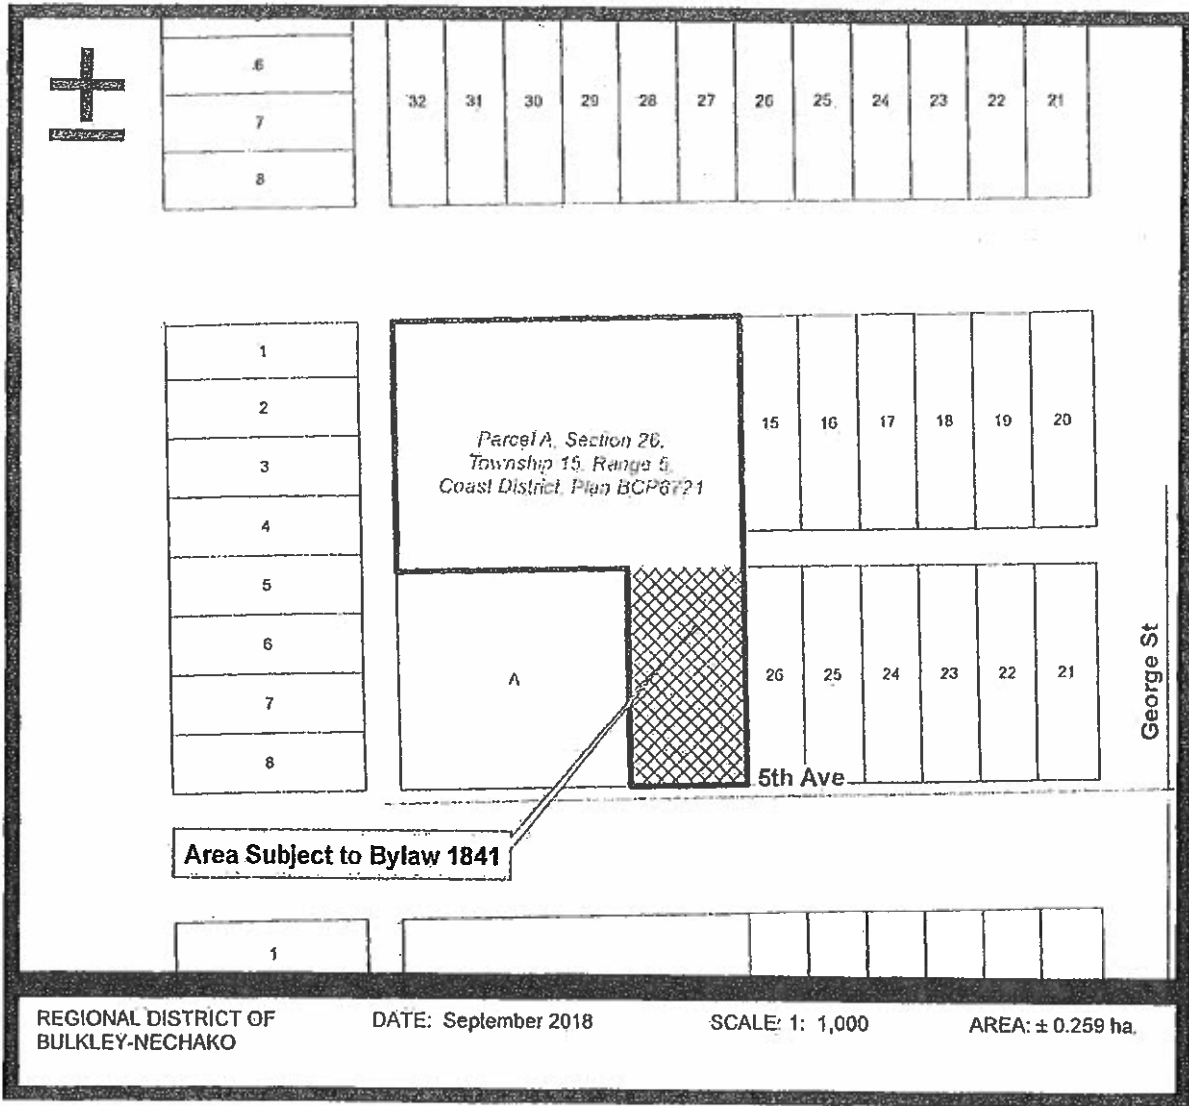 6
7
8
32 31 30 29 28 27 26 25 24 23 22 21
1
2
3
4
5
6
7
8
Parcel A, Section 26,
Township 15, Range 5,
Coast District, Plan BCP6721
15 16 17 18 19 20
A
26 25 24 23 22 21
George St
5th Ave
Area Subject to Bylaw 1841
1
REGIONAL DISTRICT OF
BULKLEY-NECHAKO
DATE: September 2018
SCALE: 1: 1,000
AREA: ± 0.259 ha.